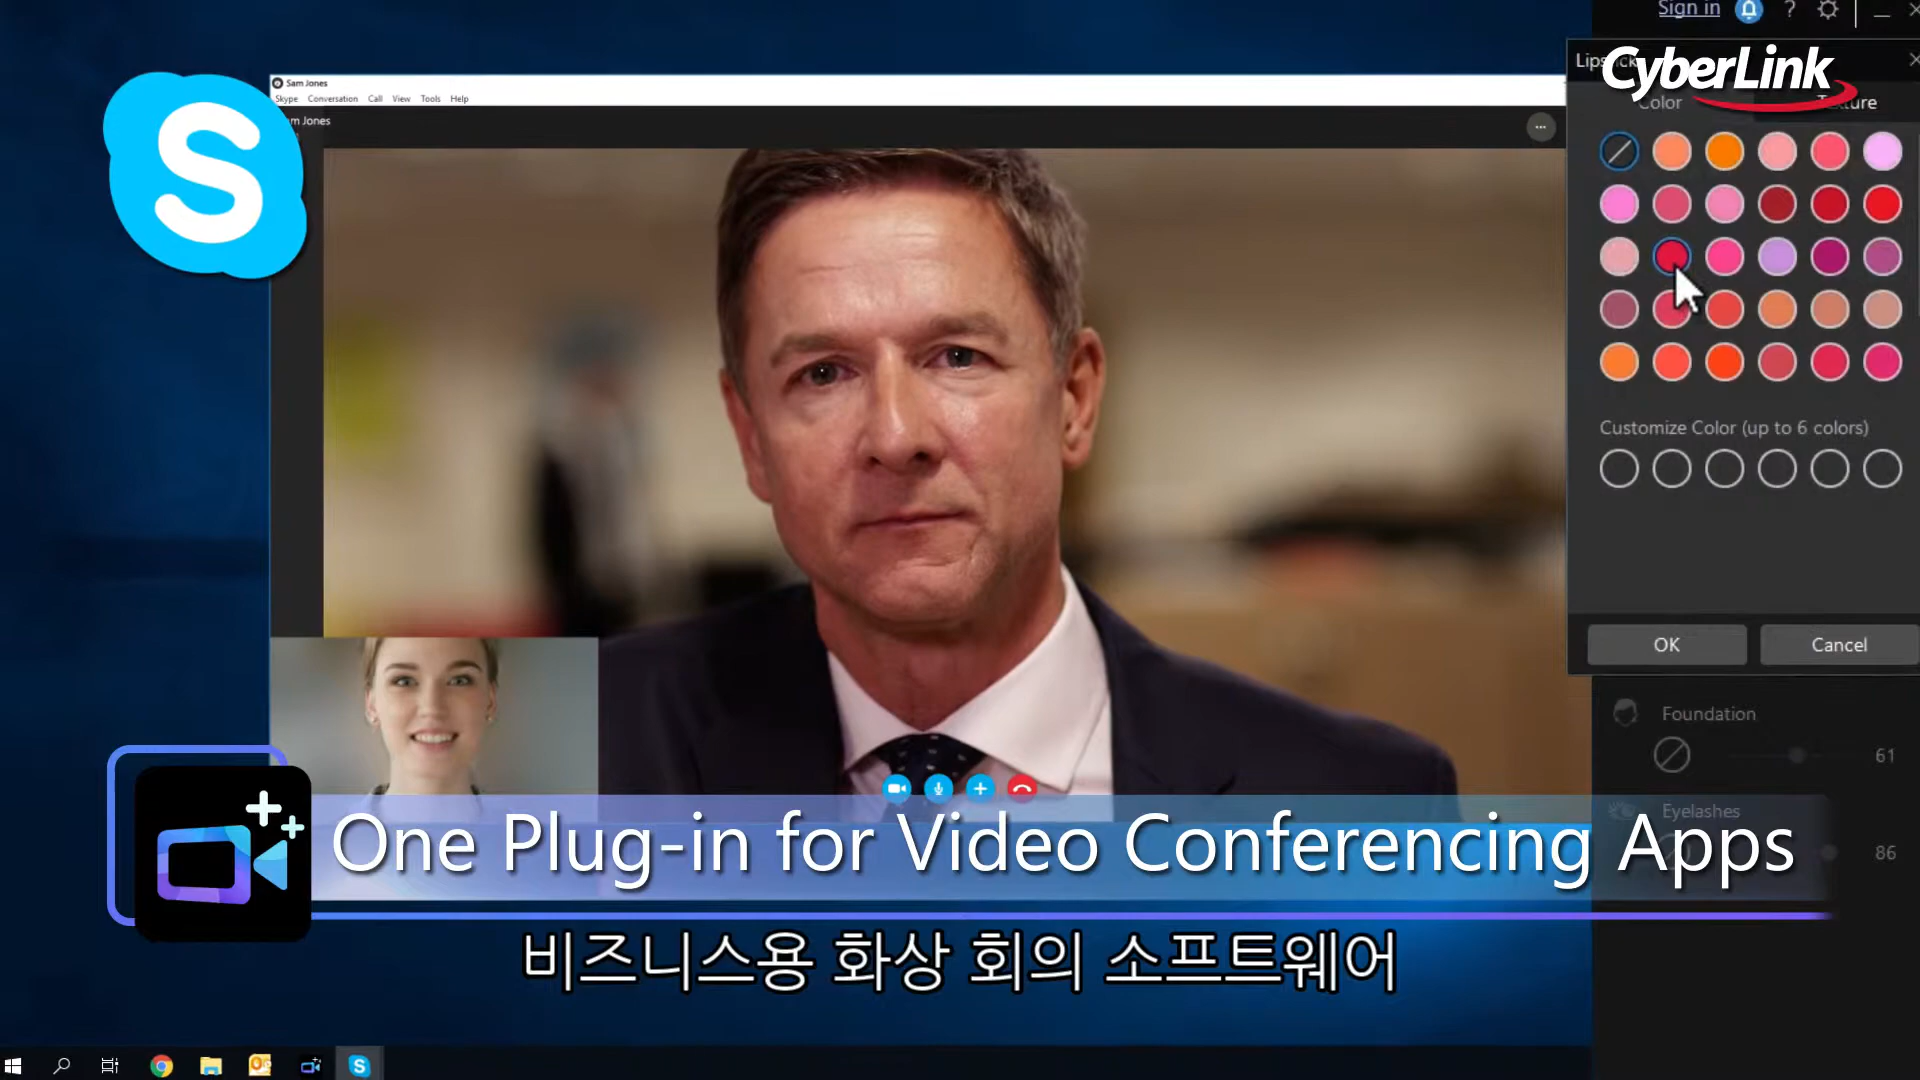 Sign in
?
Sam Jones
Skype Conversation Call View Tools Help
Jones
CyberLink
Color
Customize Color (up to 6 colors)
OK Cancel
Foundation
61
Eyelashes
86
One Plug-in for Video Conferencing Apps
비즈니스용 화상 회의 소프트웨어